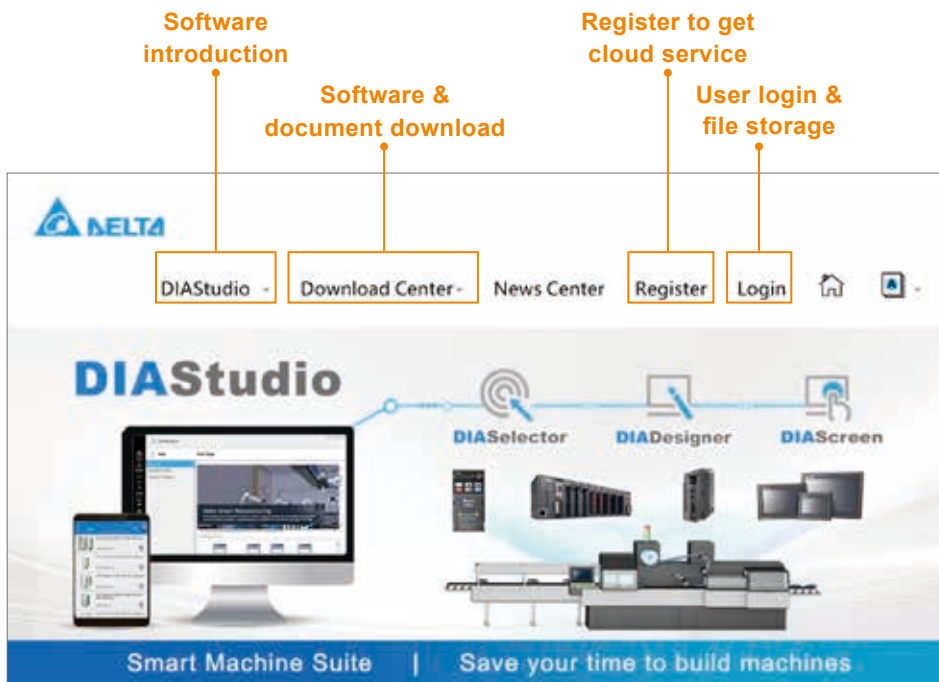 Software
introduction
Register to get
cloud service
Software &
document download
User login &
file storage
DELTA
DIAStudio
Download Center
News Center
Register
Login
DIAStudio
DIASelector
DIADesigner
DIAScreen
Smart Machine Suite | Save your time to build machines